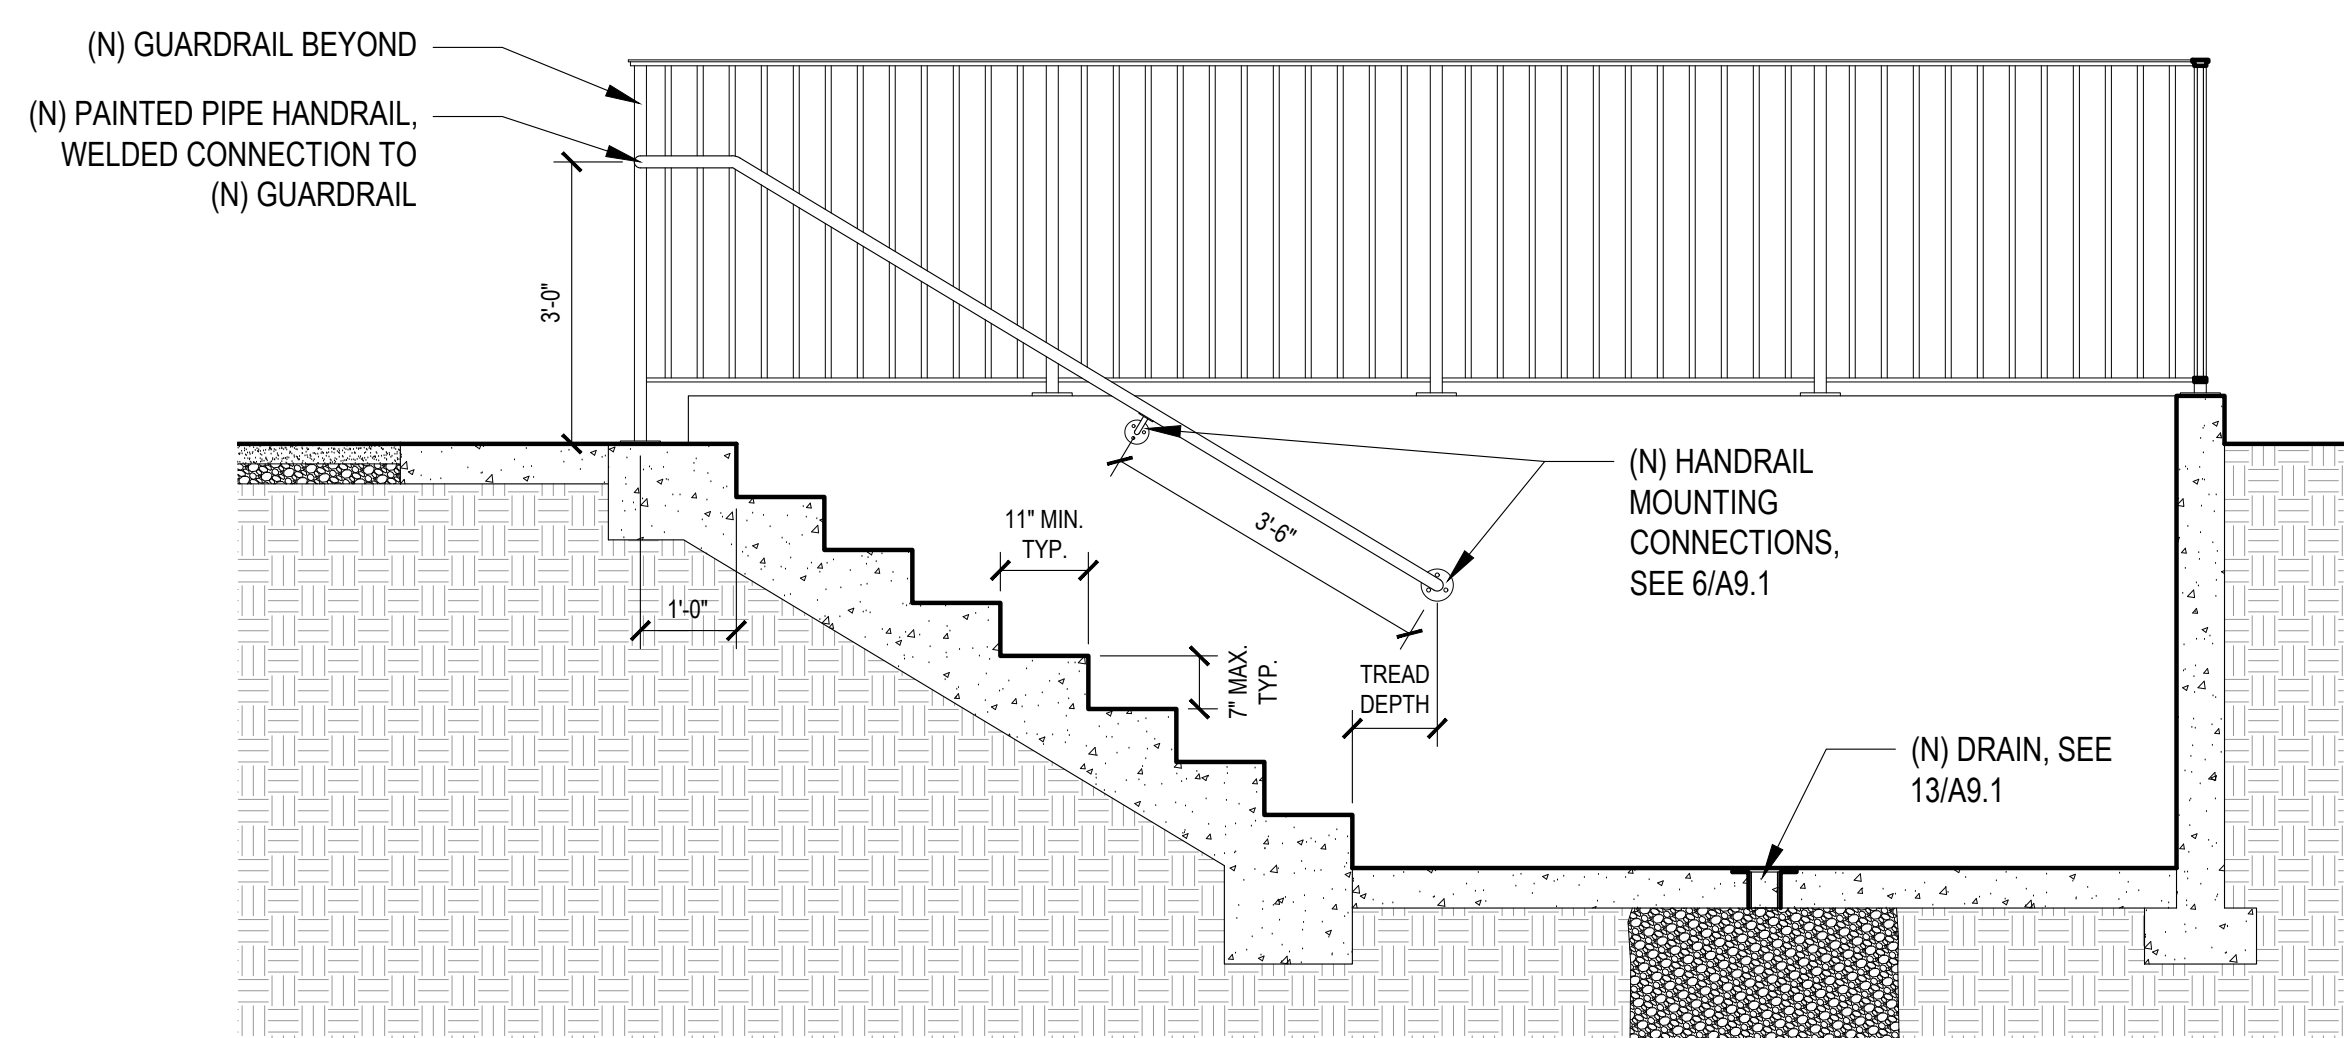 (N) GUARDRAIL BEYOND
(N) PAINTED PIPE HANDRAIL,
WELDED CONNECTION TO
(N) GUARDRAIL
3'-0"
1'-0"
11" MIN.
TYP.
7" MAX.
TYP.
3'-6"
TREAD
DEPTH
(N) HANDRAIL
MOUNTING
CONNECTIONS,
SEE 6/A9.1
(N) DRAIN, SEE
13/A9.1